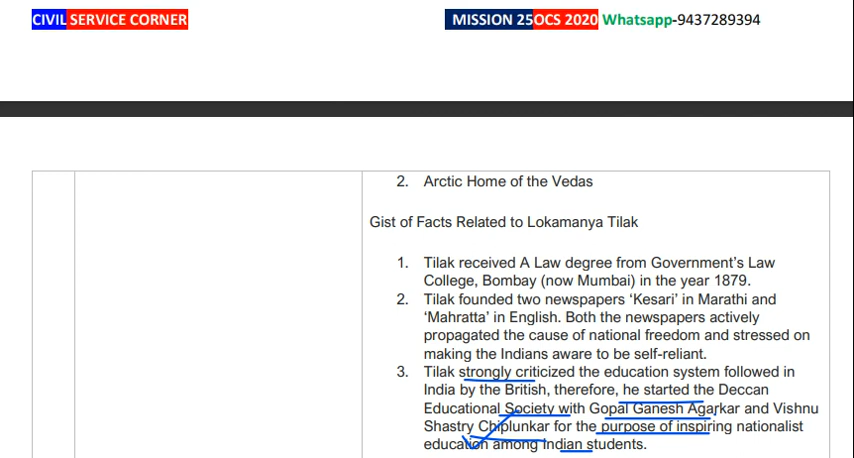 CIVIL SERVICE CORNER MISSION 25OCS 2020 Whatsapp-9437289394
2. Arctic Home of the Vedas
Gist of Facts Related to Lokamanya Tilak
1. Tilak received A Law degree from Government’s Law
College, Bombay (now Mumbai) in the year 1879.
2. Tilak founded two newspapers ‘Kesari’ in Marathi and
‘Mahratta’ in English. Both the newspapers actively
propagated the cause of national freedom and stressed on
making the Indians aware to be self-reliant.
3. Tilak strongly criticized the education system followed in
India by the British, therefore, he started the Deccan
Educational Society with Gopal Ganesh Agarkar and Vishnu
Shastry Chiplunkar for the purpose of inspiring nationalist
education among Indian students.